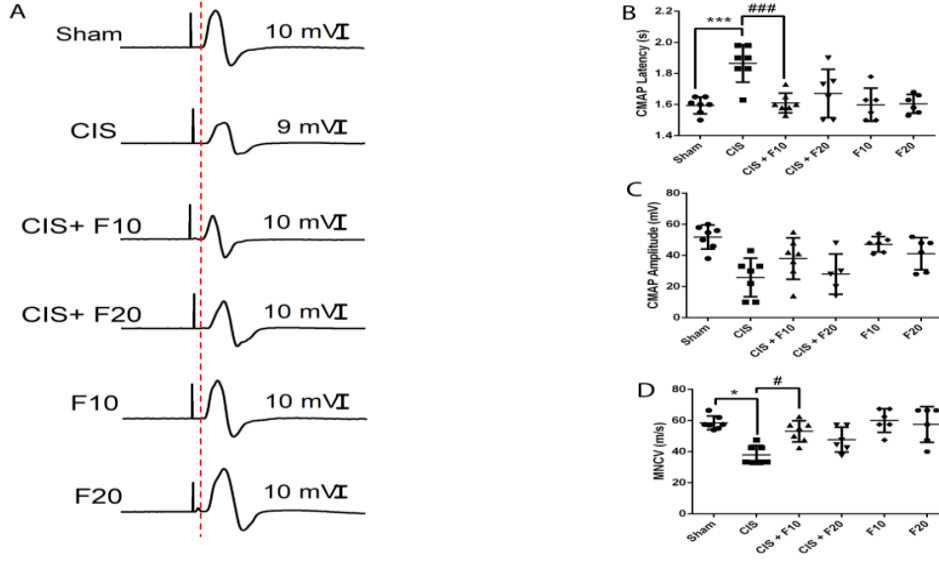 A
Sham 10 mV
CIS 9 mV
CIS+ F10 10 mV
CIS+ F20 10 mV
F10 10 mV
F20 10 mV
B
*** ###
CMAP Latency (s)
2.2
2.0
1.8
1.6
1.4
Sham CIS CIS + F10 CIS + F20 F10 F20
C
CMAP Amplitude (mV)
80
60
40
20
0
Sham CIS CIS + F10 CIS + F20 F10 F20
D
* #
MNCV (m/s)
80
60
40
20
0
Sham CIS CIS + F10 CIS + F20 F10 F20